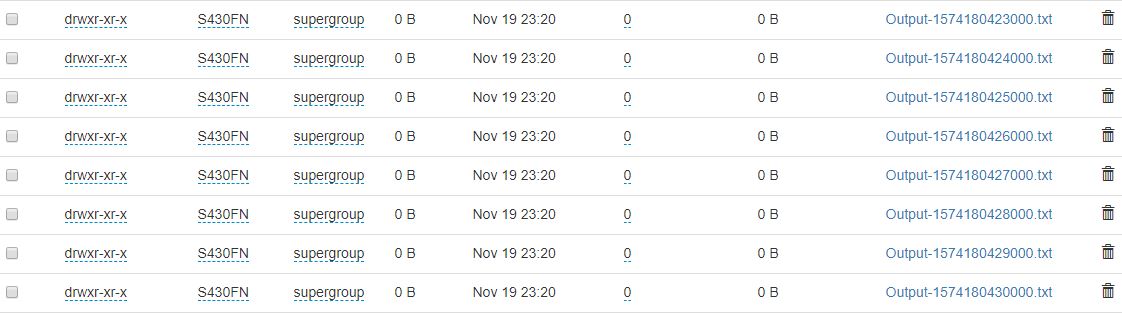 drwxr-xr-x S430FN supergroup 0 B Nov 19 23:20 0 0 B Output-1574180423000.txt
drwxr-xr-x S430FN supergroup 0 B Nov 19 23:20 0 0 B Output-1574180424000.txt
drwxr-xr-x S430FN supergroup 0 B Nov 19 23:20 0 0 B Output-1574180425000.txt
drwxr-xr-x S430FN supergroup 0 B Nov 19 23:20 0 0 B Output-1574180426000.txt
drwxr-xr-x S430FN supergroup 0 B Nov 19 23:20 0 0 B Output-1574180427000.txt
drwxr-xr-x S430FN supergroup 0 B Nov 19 23:20 0 0 B Output-1574180428000.txt
drwxr-xr-x S430FN supergroup 0 B Nov 19 23:20 0 0 B Output-1574180429000.txt
drwxr-xr-x S430FN supergroup 0 B Nov 19 23:20 0 0 B Output-1574180430000.txt